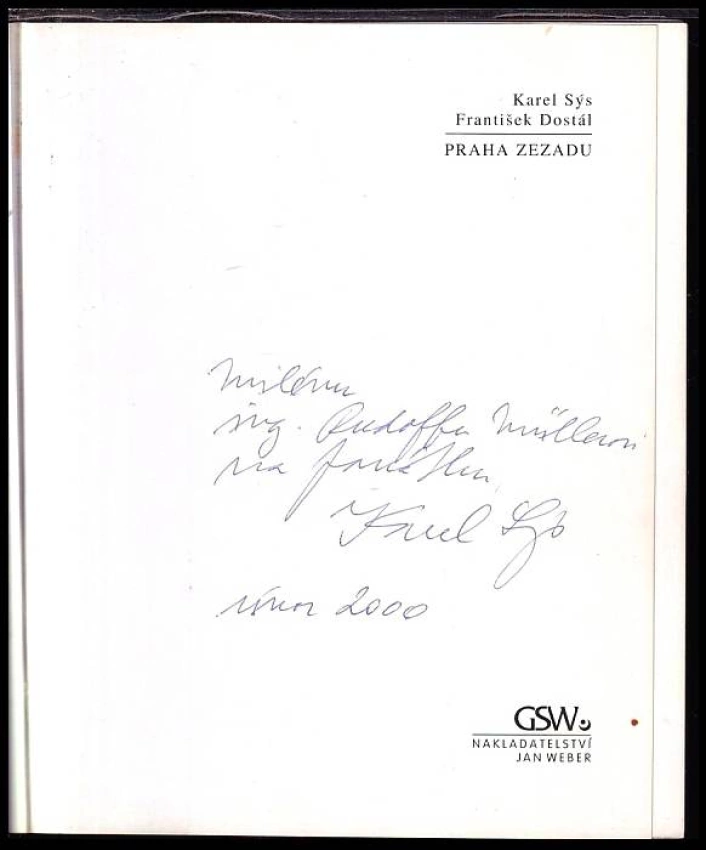 Karel Sýs
František Dostál
PRAHA ZEZADU
Milému
ing. Rudolfu Müllerovi
na památku
Karel Sýs
únor 2000
GSW
NAKLADATELSTVÍ
JAN WEBER